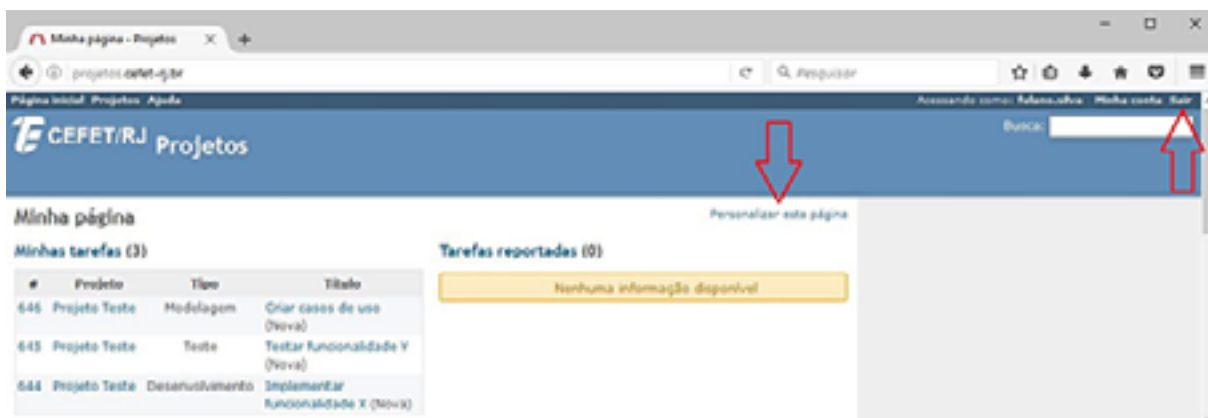 Minha página - Projetos
projetos.cefet-rj.br
Pesquisar
Página inicial Projetos Ajuda
Acessando como: fulano.silva Minha conta Sair
CEFET/RJ Projetos
Busca:
Minha página
Personalizar esta página
Minhas tarefas (3)
Tarefas reportadas (0)
# Projeto Tipo Título
Nenhuma informação disponível
646 Projeto Teste Modelagem Criar casos de uso
(Nova)
645 Projeto Teste Teste Testar funcionalidade Y
(Nova)
644 Projeto Teste Desenvolvimento Implementar
funcionalidade X (Nova)